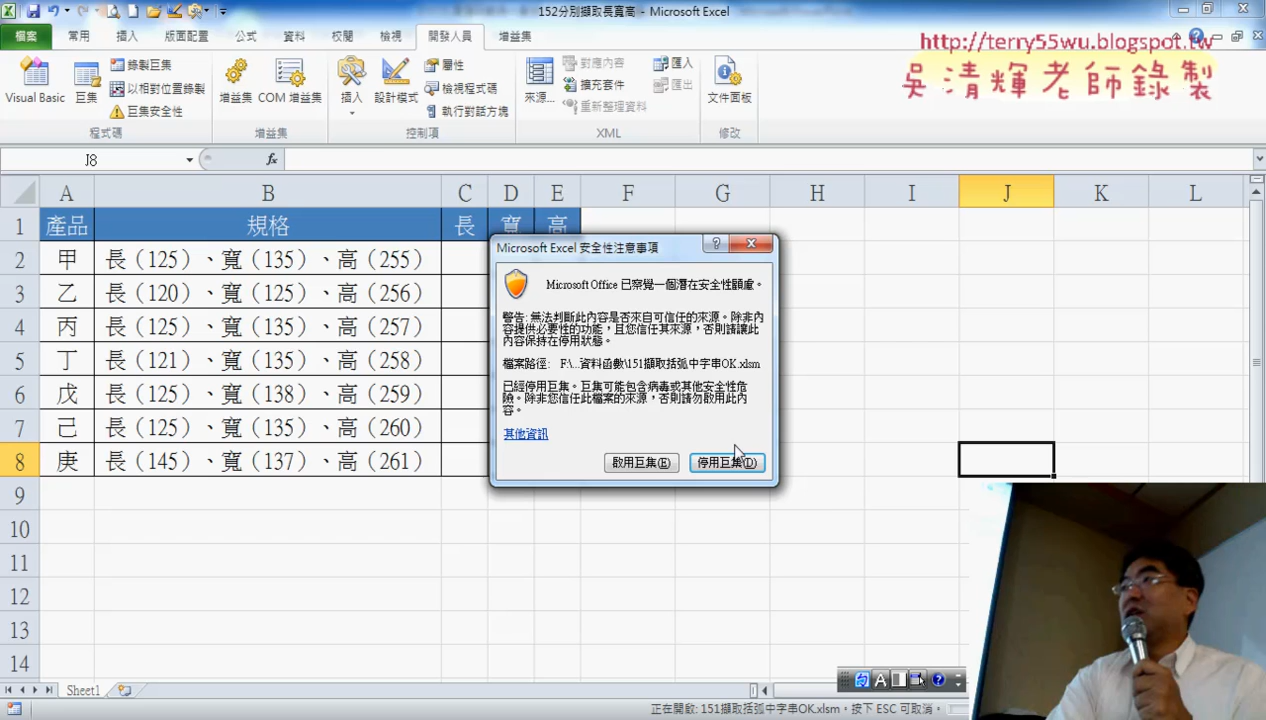 152分別擷取長寬高 - Microsoft Excel
http://terry55wu.blogspot.tw
吳清輝老師錄製
檔案 常用 插入 版面配置 公式 資料 校閱 檢視 開發人員 增益集
Visual Basic 巨集 錄製巨集 以相對位置錄製 巨集安全性 程式碼
增益集 COM 增益集 增益集
插入 設計模式 屬性 檢視程式碼 執行對話方塊 控制項
來源... 對應內容 擴充套件 重新整理資料 匯入 匯出 XML
文件面板 修改
J8 fx
A B C D E F G H I J K L
1 產品 規格 長 寬 高
2 甲 長（125）、寬（135）、高（255）
3 乙 長（120）、寬（125）、高（256）
4 丙 長（125）、寬（135）、高（257）
5 丁 長（121）、寬（135）、高（258）
6 戊 長（125）、寬（138）、高（259）
7 己 長（125）、寬（135）、高（260）
8 庚 長（145）、寬（137）、高（261）
9
10
11
12
13
14
Microsoft Excel 安全性注意事項
Microsoft Office 已察覺一個潛在安全性顧慮。
警告: 無法判斷此內容是否來自可信任的來源。除非內
容提供必要性的功能，且您信任其來源，否則請讓此
內容保持在停用狀態。
檔案路徑: F:\...資料函數\151擷取括弧中字串OK.xlsm
已經停用巨集。巨集可能包含病毒或其他安全性危
險。除非您信任此檔案的來源，否則請勿啟用此內
容。
其他資訊
啟用巨集(E) 停用巨集(D)
Sheet1
正在開啟: 151擷取括弧中字串OK.xlsm。按下 ESC 可取消。